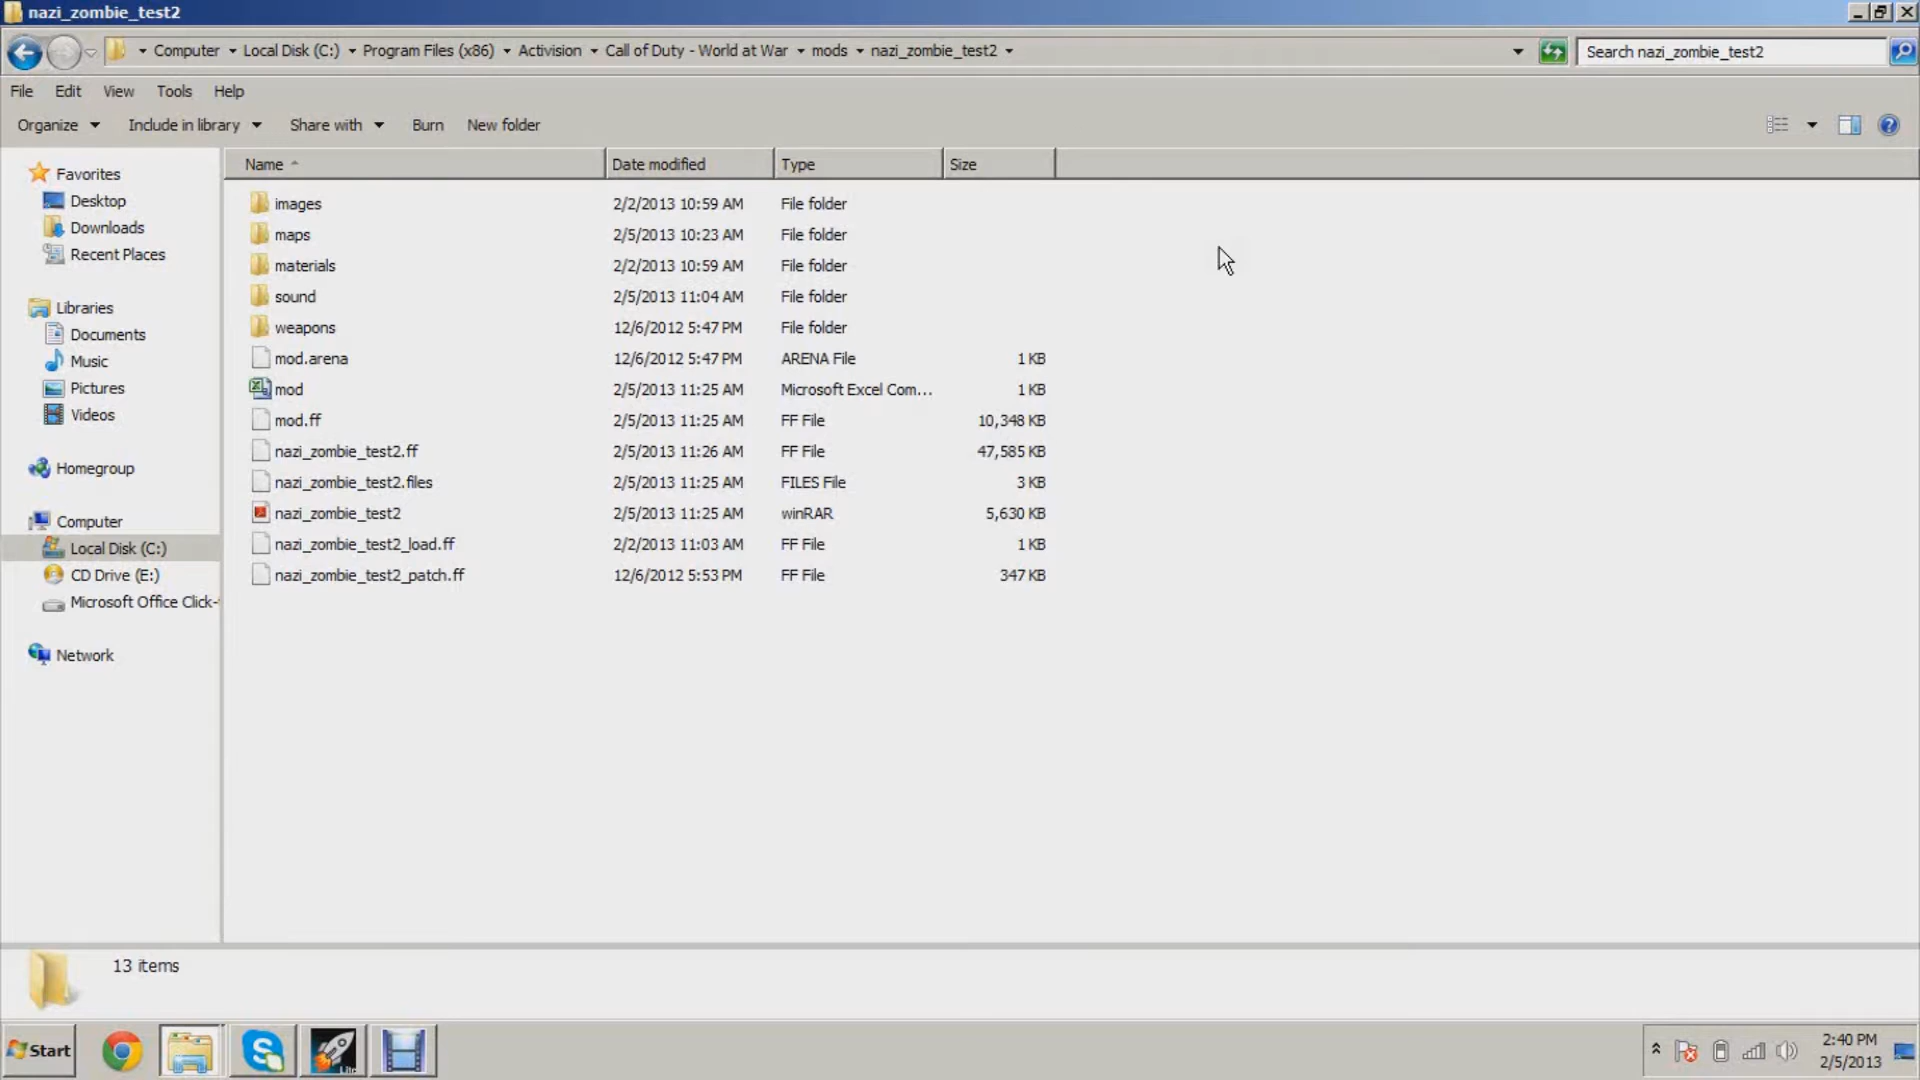 nazi_zombie_test2
Computer Local Disk (C:) Program Files (x86) Activision Call of Duty - World at War mods nazi_zombie_test2
Search nazi_zombie_test2
File Edit View Tools Help
Organize Include in library Share with Burn New folder
Favorites
Desktop
Downloads
Recent Places
Libraries
Documents
Music
Pictures
Videos
Homegroup
Computer
Local Disk (C:)
CD Drive (E:)
Microsoft Office Click-
Network
Name Date modified Type Size
images 2/2/2013 10:59 AM File folder
maps 2/5/2013 10:23 AM File folder
materials 2/2/2013 10:59 AM File folder
sound 2/5/2013 11:04 AM File folder
weapons 12/6/2012 5:47 PM File folder
mod.arena 12/6/2012 5:47 PM ARENA File 1 KB
mod 2/5/2013 11:25 AM Microsoft Excel Com... 1 KB
mod.ff 2/5/2013 11:25 AM FF File 10,348 KB
nazi_zombie_test2.ff 2/5/2013 11:26 AM FF File 47,585 KB
nazi_zombie_test2.files 2/5/2013 11:25 AM FILES File 3 KB
nazi_zombie_test2 2/5/2013 11:25 AM winRAR 5,630 KB
nazi_zombie_test2_load.ff 2/2/2013 11:03 AM FF File 1 KB
nazi_zombie_test2_patch.ff 12/6/2012 5:53 PM FF File 347 KB
13 items
Start
Lite
2:40 PM
2/5/2013